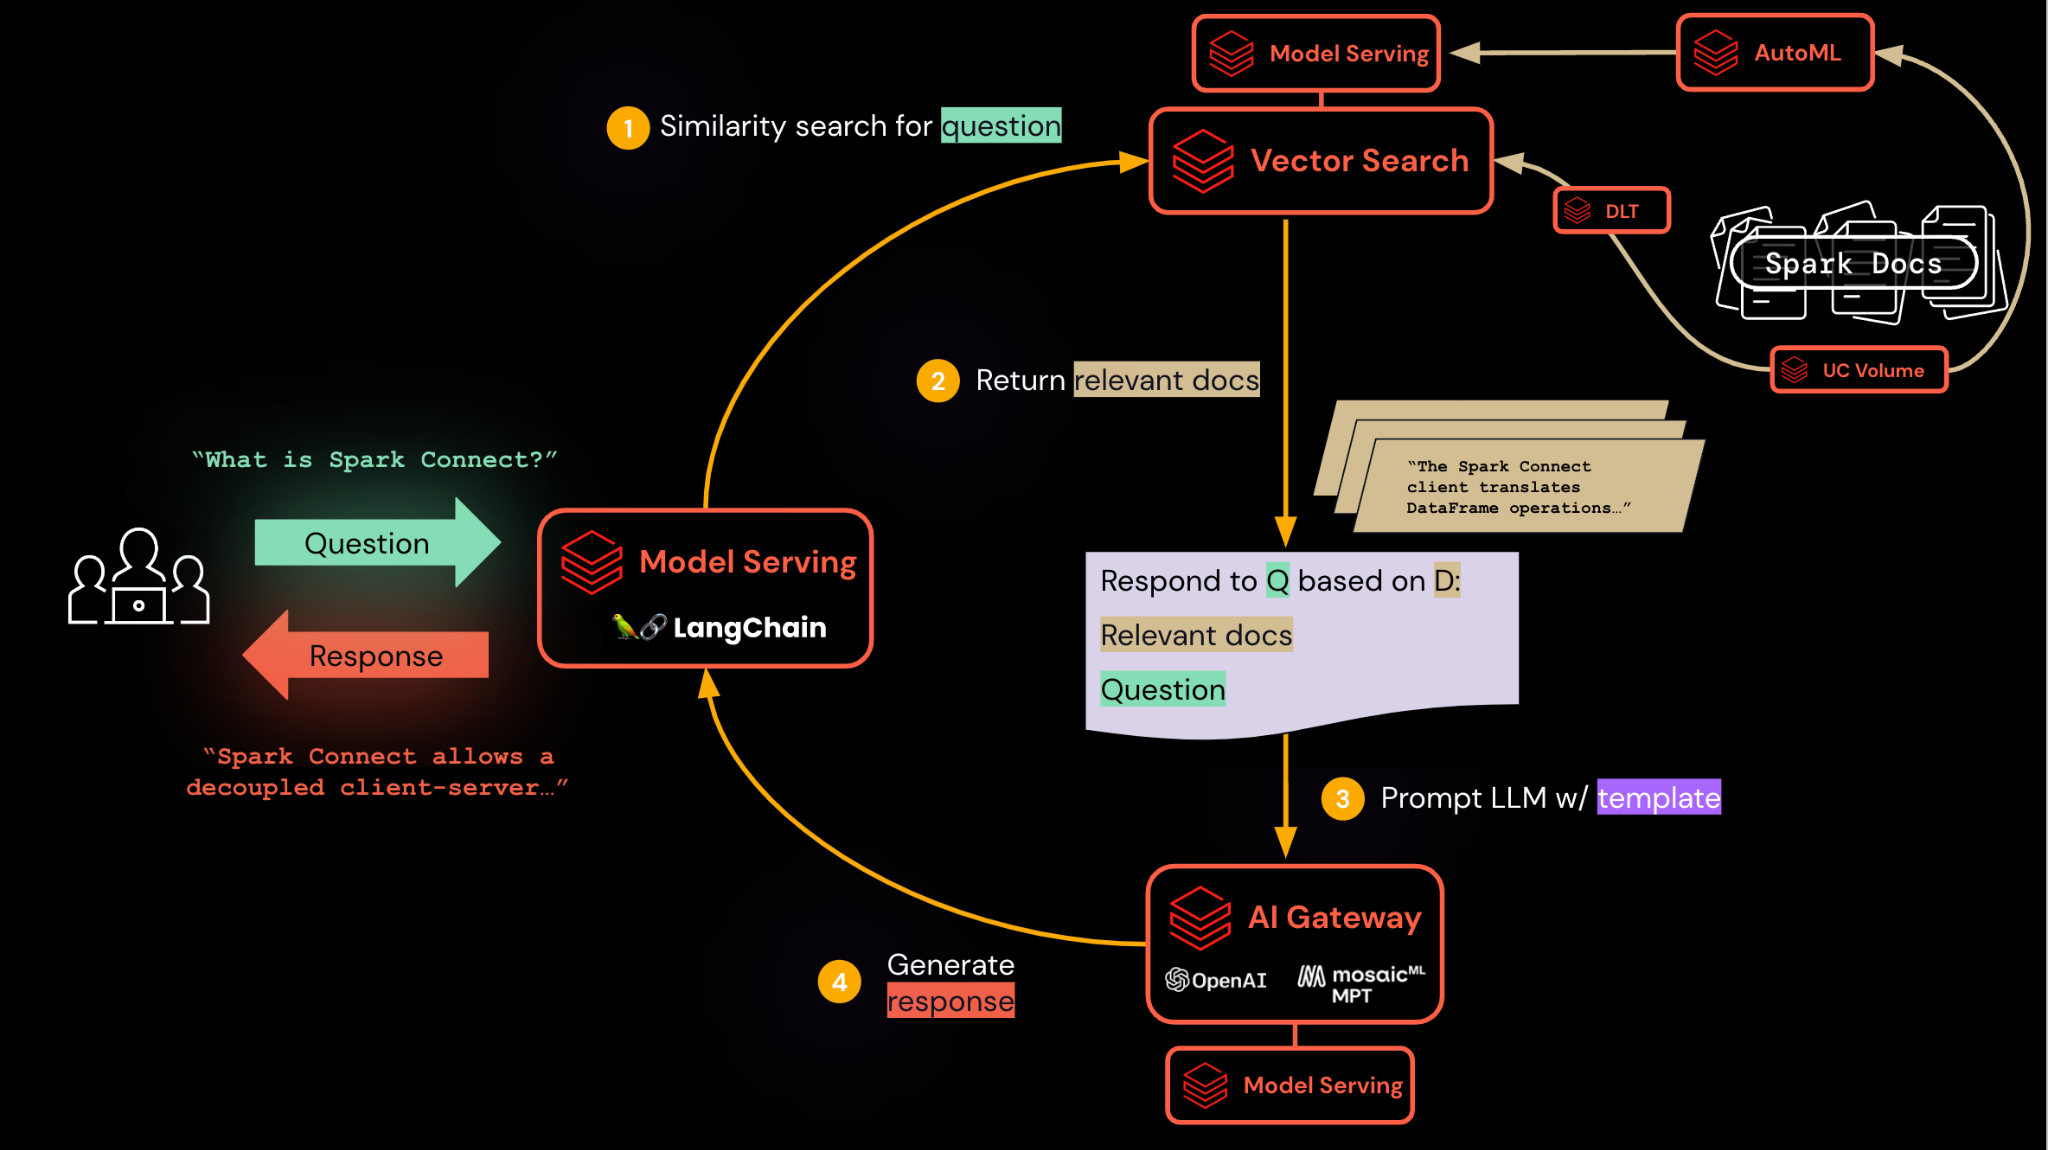 Model Serving
AutoML
1 Similarity search for question
Vector Search
DLT
Spark Docs
UC Volume
2 Return relevant docs
“The Spark Connect
client translates
DataFrame operations…”
“What is Spark Connect?”
Question
Response
“Spark Connect allows a
decoupled client-server…”
Model Serving
LangChain
Respond to Q based on D:
Relevant docs
Question
3 Prompt LLM w/ template
AI Gateway
OpenAI
mosaicML
MPT
4 Generate
response
Model Serving